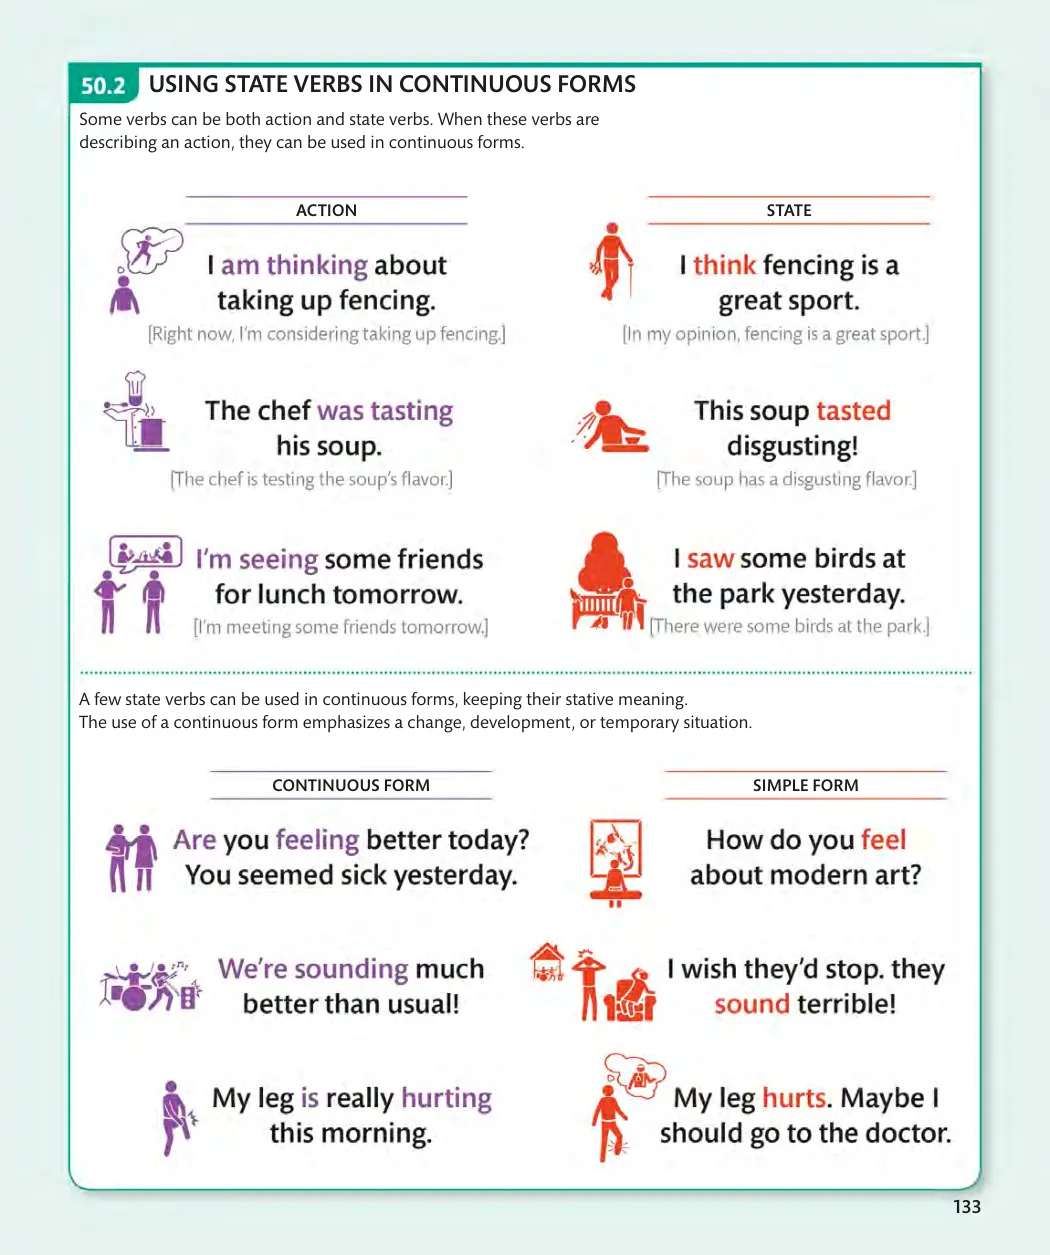 50.2 USING STATE VERBS IN CONTINUOUS FORMS
Some verbs can be both action and state verbs. When these verbs are
describing an action, they can be used in continuous forms.
ACTION
I am thinking about
taking up fencing.
[Right now, I'm considering taking up fencing.]
The chef was tasting
his soup.
[The chef is testing the soup's flavor.]
I'm seeing some friends
for lunch tomorrow.
[I'm meeting some friends tomorrow.]
STATE
I think fencing is a
great sport.
[In my opinion, fencing is a great sport.]
This soup tasted
disgusting!
[The soup has a disgusting flavor.]
I saw some birds at
the park yesterday.
[There were some birds at the park.]
A few state verbs can be used in continuous forms, keeping their stative meaning.
The use of a continuous form emphasizes a change, development, or temporary situation.
CONTINUOUS FORM
Are you feeling better today?
You seemed sick yesterday.
We're sounding much
better than usual!
My leg is really hurting
this morning.
SIMPLE FORM
How do you feel
about modern art?
I wish they'd stop. they
sound terrible!
My leg hurts. Maybe I
should go to the doctor.
133